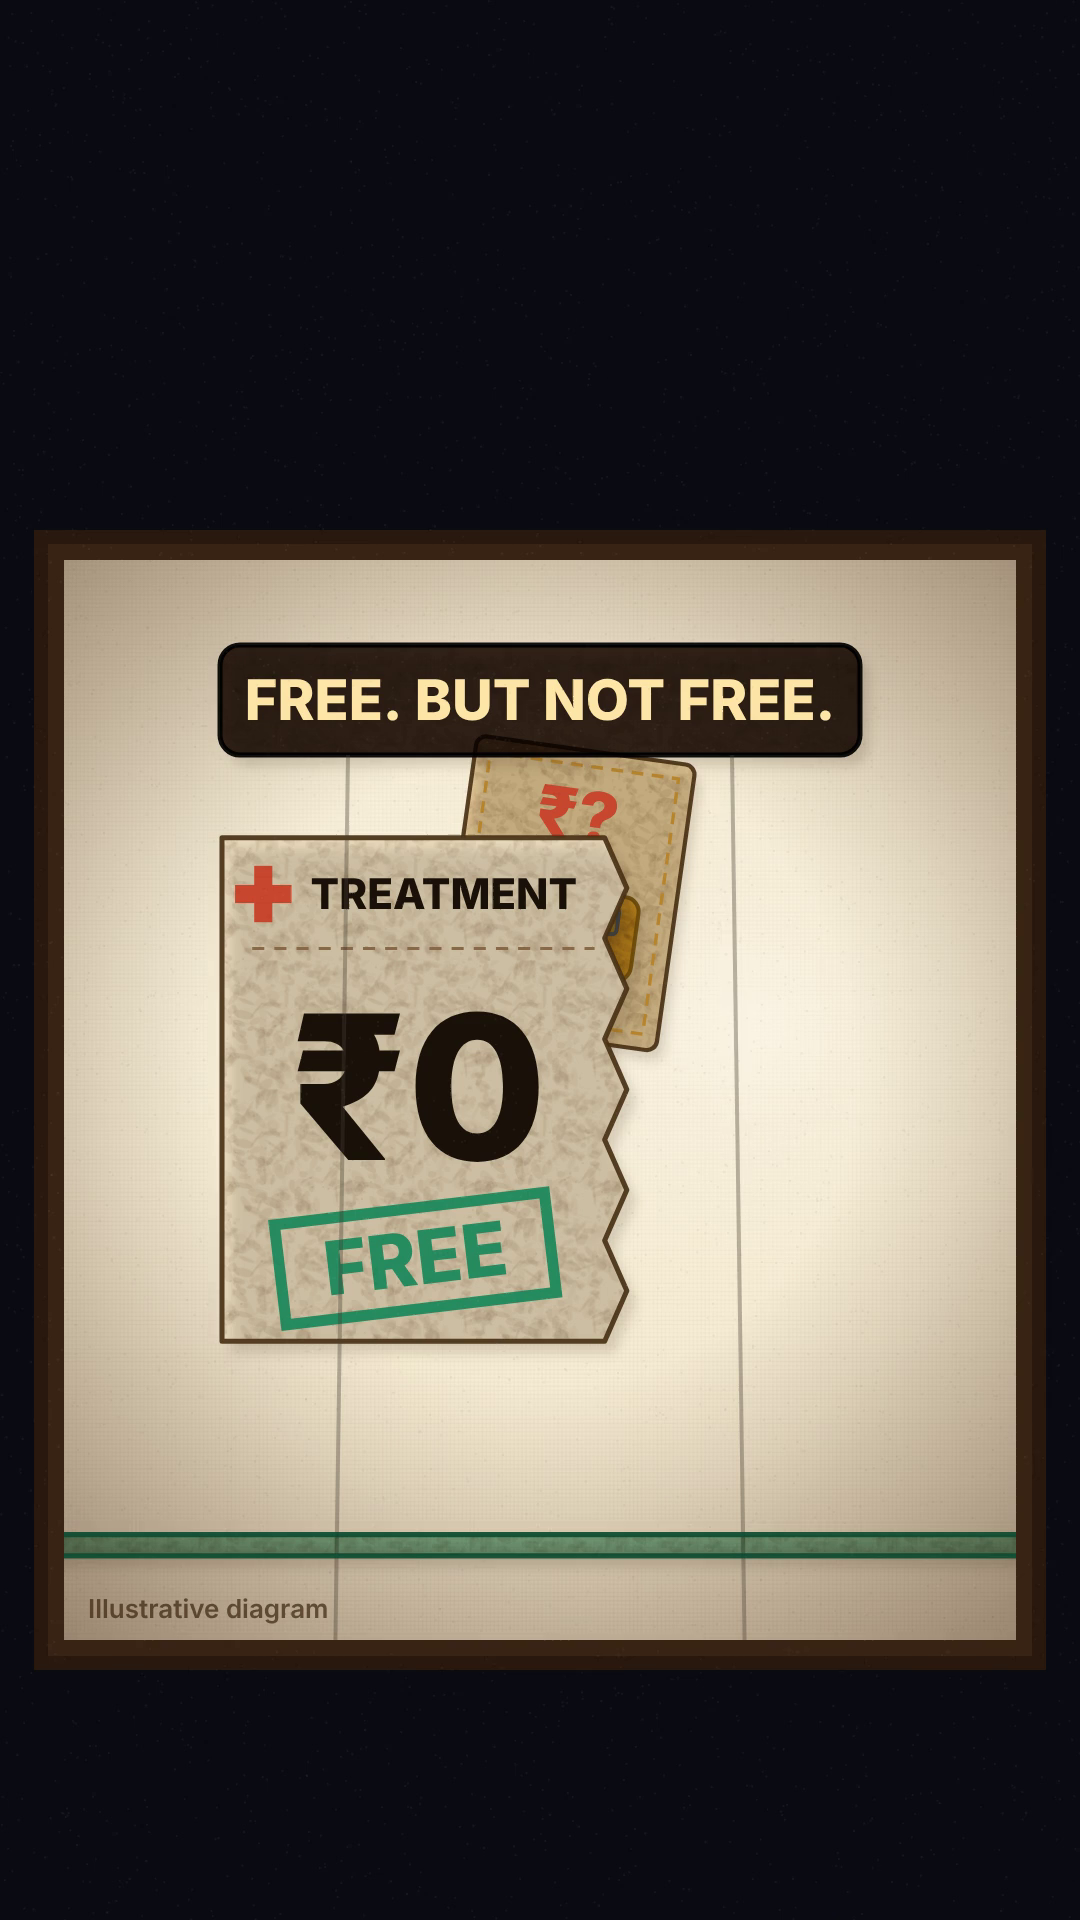 FREE. BUT NOT FREE.
₹?
TREATMENT
₹0
FREE
Illustrative diagram